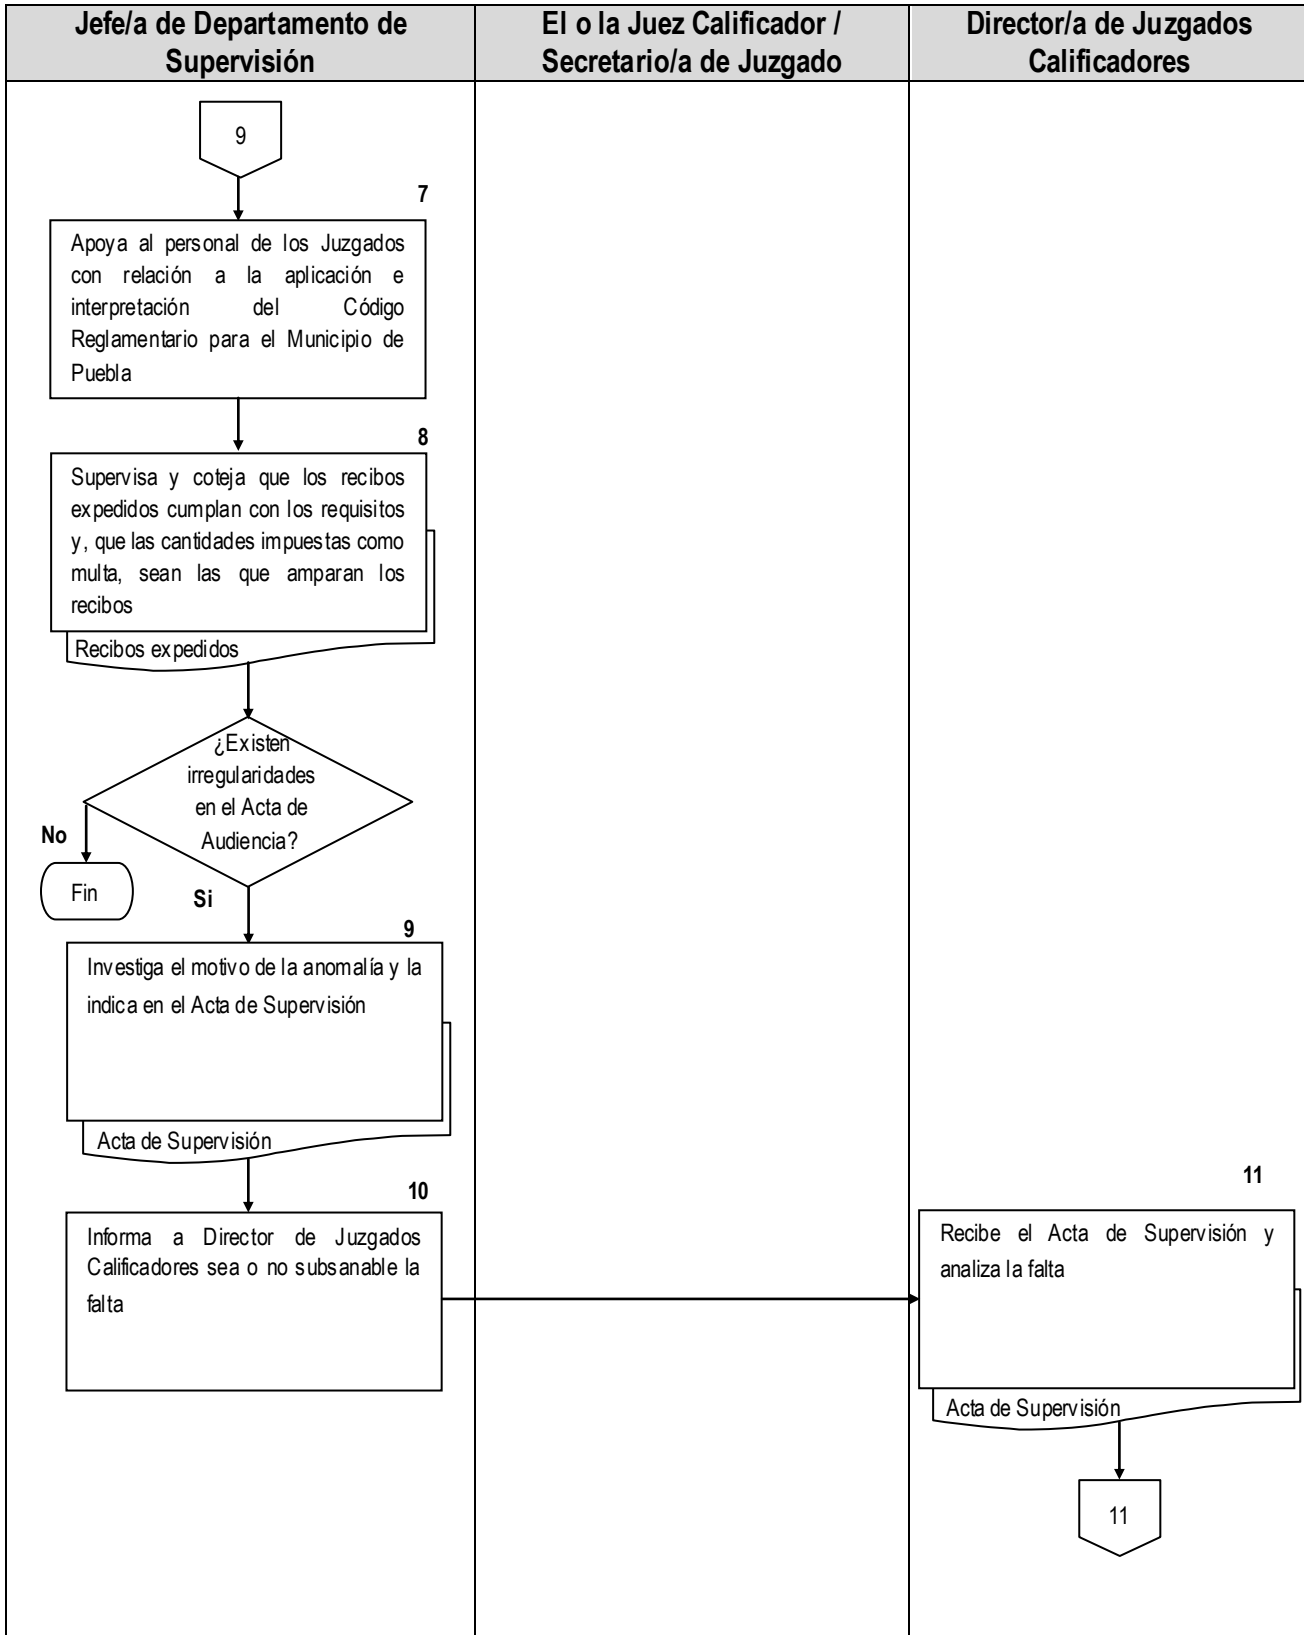 Jefe/a de Departamento de
Supervisión
El o la Juez Calificador /
Secretario/a de Juzgado
Director/a de Juzgados
Calificadores
9
7
Apoya al personal de los Juzgados
con relación a la aplicación e
interpretación del Código
Reglamentario para el Municipio de
Puebla
8
Supervisa y coteja que los recibos
expedidos cumplan con los requisitos
y, que las cantidades impuestas como
multa, sean las que amparan los
recibos
Recibos expedidos
¿Existen
irregularidades
en el Acta de
Audiencia?
No
Fin
Si
9
Investiga el motivo de la anomalía y la
indica en el Acta de Supervisión
Acta de Supervisión
10
Informa a Director de Juzgados
Calificadores sea o no subsanable la
falta
11
Recibe el Acta de Supervisión y
analiza la falta
Acta de Supervisión
11